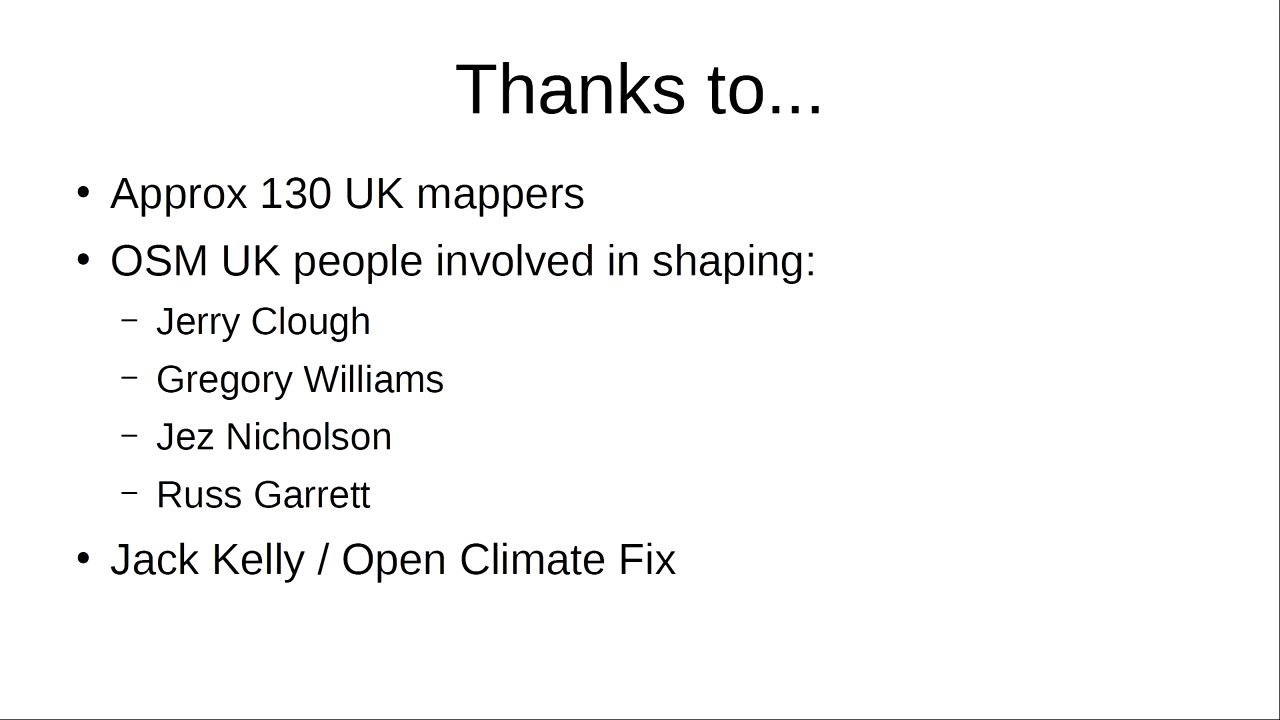 Thanks to...
• Approx 130 UK mappers
• OSM UK people involved in shaping:
– Jerry Clough
– Gregory Williams
– Jez Nicholson
– Russ Garrett
• Jack Kelly / Open Climate Fix